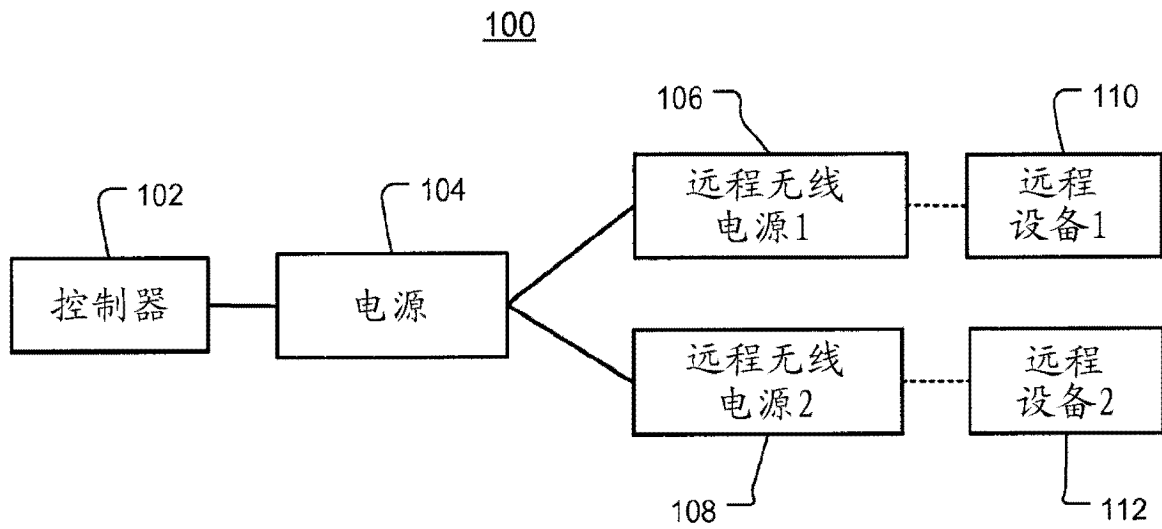 100
106
110
远程无线
电源1
远程
设备1
102
104
控制器
电源
远程无线
电源2
远程
设备2
108
112